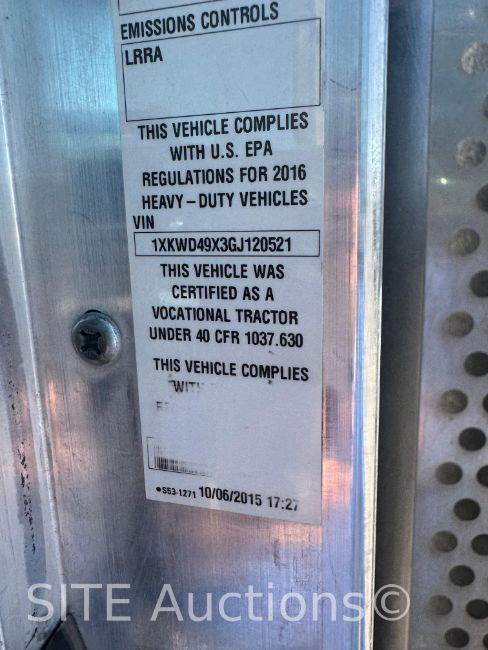 EMISSIONS CONTROLS
LRRA
THIS VEHICLE COMPLIES
WITH U.S. EPA
REGULATIONS FOR 2016
HEAVY-DUTY VEHICLES
VIN
1XKWD49X3GJ120521
THIS VEHICLE WAS
CERTIFIED AS A
VOCATIONAL TRACTOR
UNDER 40 CFR 1037.630
THIS VEHICLE COMPLIES
WITH
•S53-1271 10/06/2015 17:27
SITE Auctions©